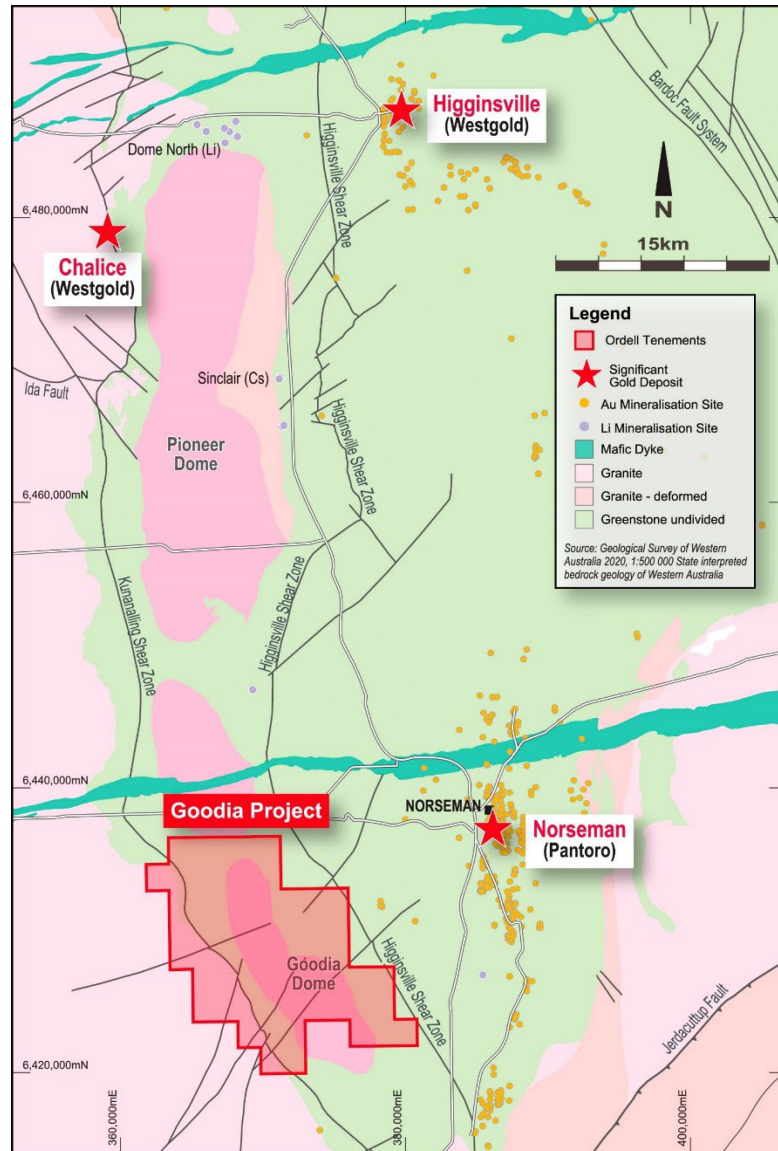 Higginsville
(Westgold)
Bardoc Fault System
Dome North (Li)
Higginsville Shear Zone
6,480,000mN
N
15km
Chalice
(Westgold)
Legend
Ordell Tenements
Significant
Gold Deposit
Au Mineralisation Site
Li Mineralisation Site
Mafic Dyke
Granite
Granite - deformed
Greenstone undivided
Source: Geological Survey of Western
Australia 2020, 1:500 000 State interpreted
bedrock geology of Western Australia
Ida Fault
Sinclair (Cs)
Higginsville Shear Zone
Pioneer
Dome
6,460,000mN
Kunanalling Shear Zone
Higginsville Shear Zone
6,440,000mN
Goodia Project
NORSEMAN
Norseman
(Pantoro)
Goodia
Dome
Higginsville Shear Zone
Jerdacuttup Fault
6,420,000mN
360,000mE
380,000mE
400,000mE